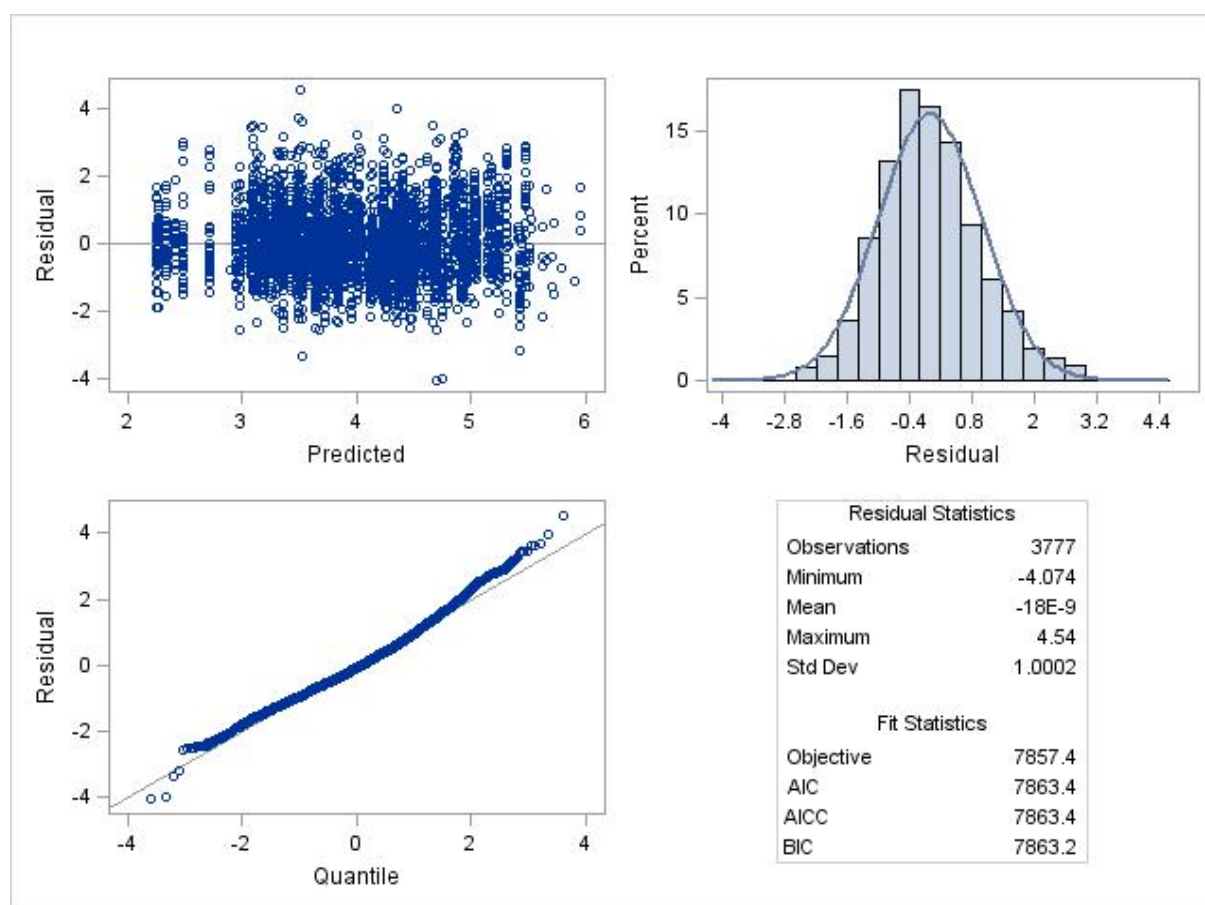 4
2
0
-2
-4
Residual
2 3 4 5 6
Predicted
15
10
5
0
Percent
-4 -2.8 -1.6 -0.4 0.8 2 3.2 4.4
Residual
4
2
0
-2
-4
Residual
-4 -2 0 2 4
Quantile
Residual Statistics
Observations 3777
Minimum -4.074
Mean -18E-9
Maximum 4.54
Std Dev 1.0002
Fit Statistics
Objective 7857.4
AIC 7863.4
AICC 7863.4
BIC 7863.2